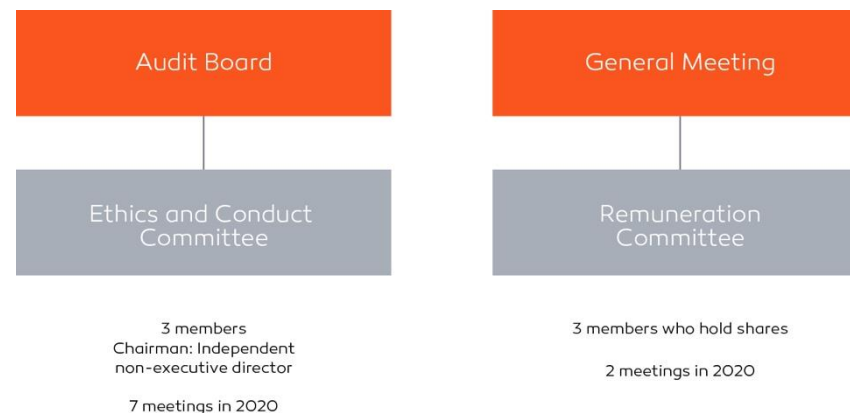 Audit Board
General Meeting
Ethics and Conduct
Committee
Remuneration
Committee
3 members
Chairman: Independent
non-executive director
7 meetings in 2020
3 members who hold shares
2 meetings in 2020